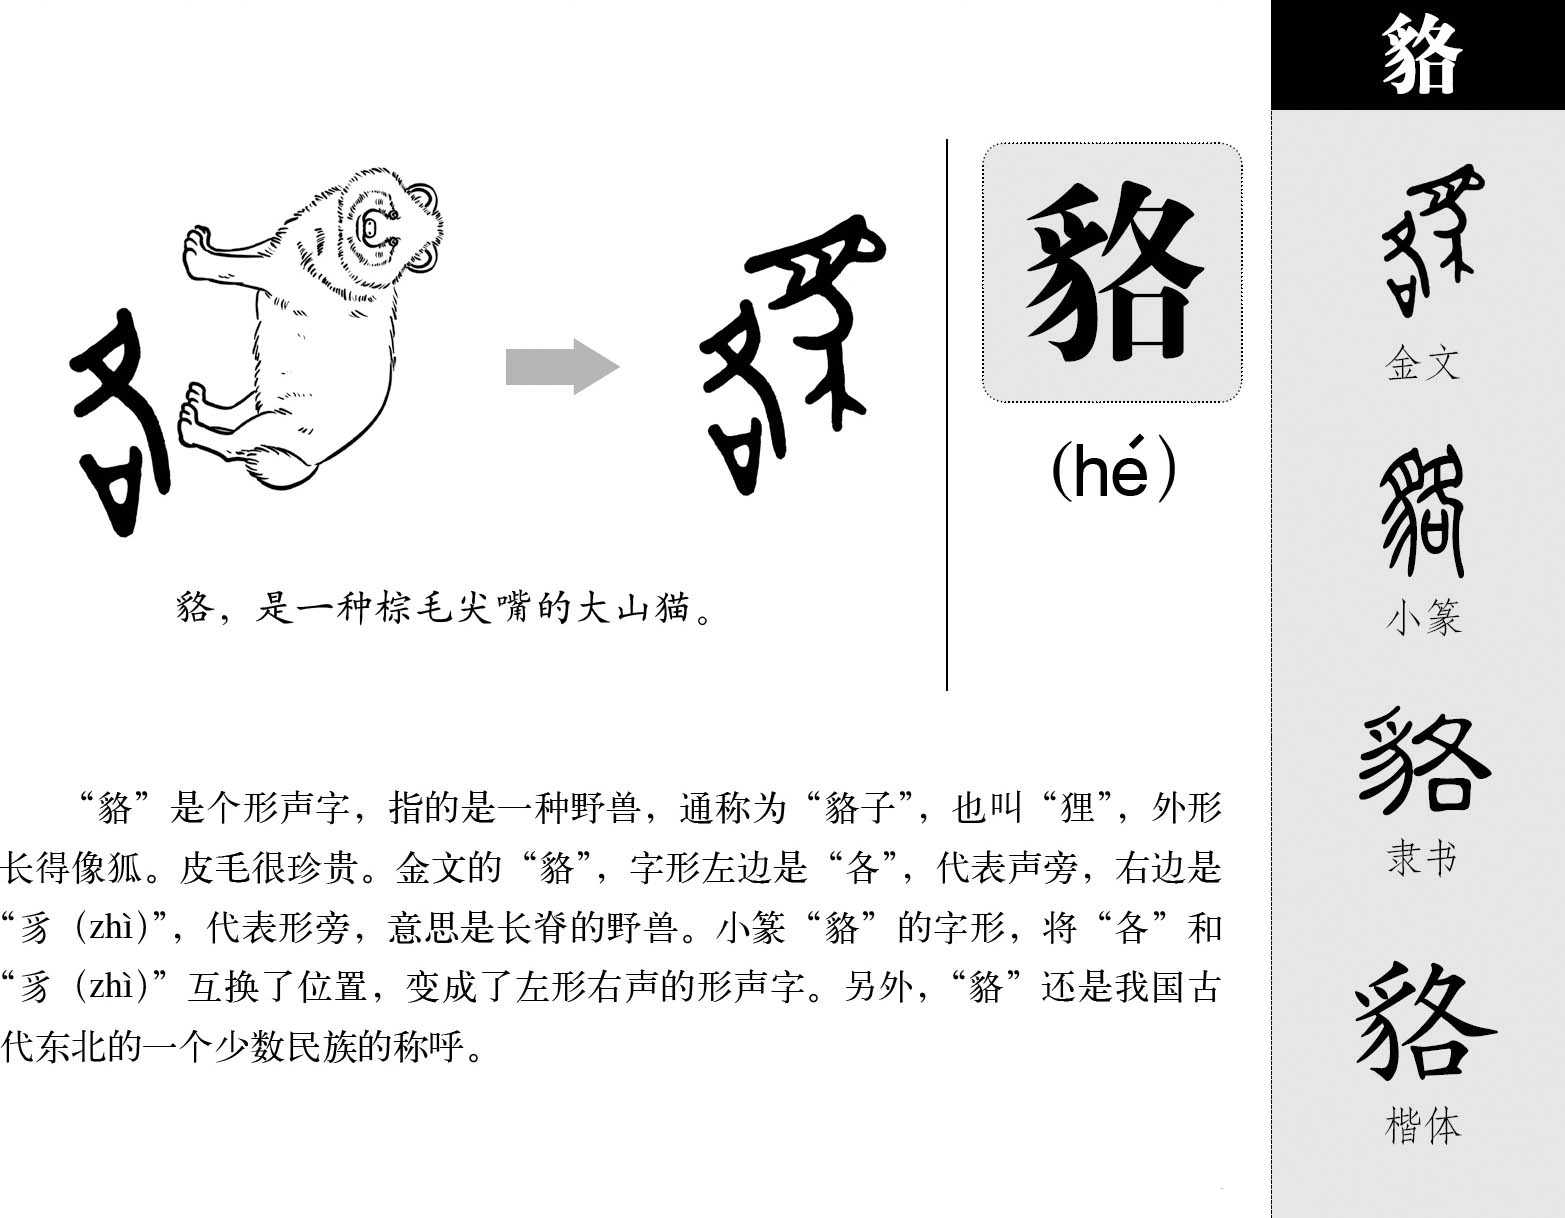 貉
(hé)
貉，是一种棕毛尖嘴的大山猫。
“貉”是个形声字，指的是一种野兽，通称为“貉子”，也叫“狸”，外形
长得像狐。皮毛很珍贵。金文的“貉”，字形左边是“各”，代表声旁，右边是
“豸（zhì）”，代表形旁，意思是长脊的野兽。小篆“貉”的字形，将“各”和
“豸（zhì）”互换了位置，变成了左形右声的形声字。另外，“貉”还是我国古
代东北的一个少数民族的称呼。
貉
貉
金文
貉
小篆
貉
隶书
貉
楷体